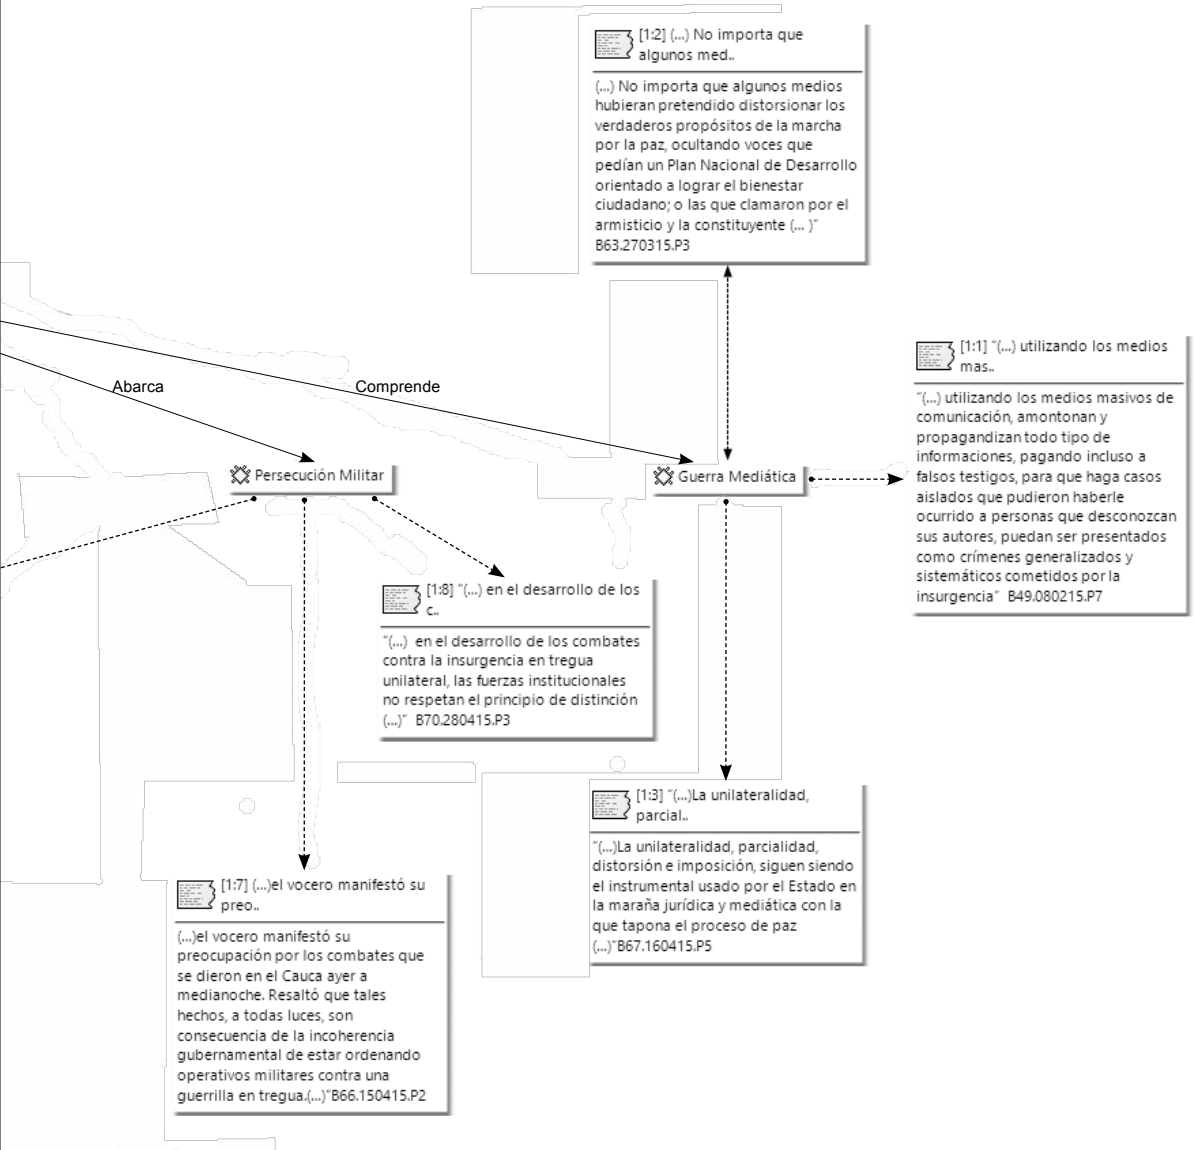 [1:2] (...) No importa que
algunos med..
(...) No importa que algunos medios
hubieran pretendido distorsionar los
verdaderos propósitos de la marcha
por la paz, ocultando voces que
pedían un Plan Nacional de Desarrollo
orientado a lograr el bienestar
ciudadano; o las que clamaron por el
armisticio y la constituyente (... )"
B63.270315.P3
[1:1] "(...) utilizando los medios
mas..
"(...) utilizando los medios masivos de
comunicación, amontonan y
propagandizan todo tipo de
informaciones, pagando incluso a
falsos testigos, para que haga casos
aislados que pudieron haberle
ocurrido a personas que desconozcan
sus autores, puedan ser presentados
como crímenes generalizados y
sistemáticos cometidos por la
insurgencia" B49.080215.P7
Abarca
Comprende
Persecución Militar
Guerra Mediática
[1:8] "(...) en el desarrollo de los
c..
"(...) en el desarrollo de los combates
contra la insurgencia en tregua
unilateral, las fuerzas institucionales
no respetan el principio de distinción
(...)" B70.280415.P3
[1:3] "(...)La unilateralidad,
parcial..
"(...)La unilateralidad, parcialidad,
distorsión e imposición, siguen siendo
el instrumental usado por el Estado en
la maraña jurídica y mediática con la
que tapona el proceso de paz
(...)"B67.160415.P5
[1:7] (...)el vocero manifestó su
preo..
(...)el vocero manifestó su
preocupación por los combates que
se dieron en el Cauca ayer a
medianoche. Resaltó que tales
hechos, a todas luces, son
consecuencia de la incoherencia
gubernamental de estar ordenando
operativos militares contra una
guerrilla en tregua.(...)"B66.150415.P2